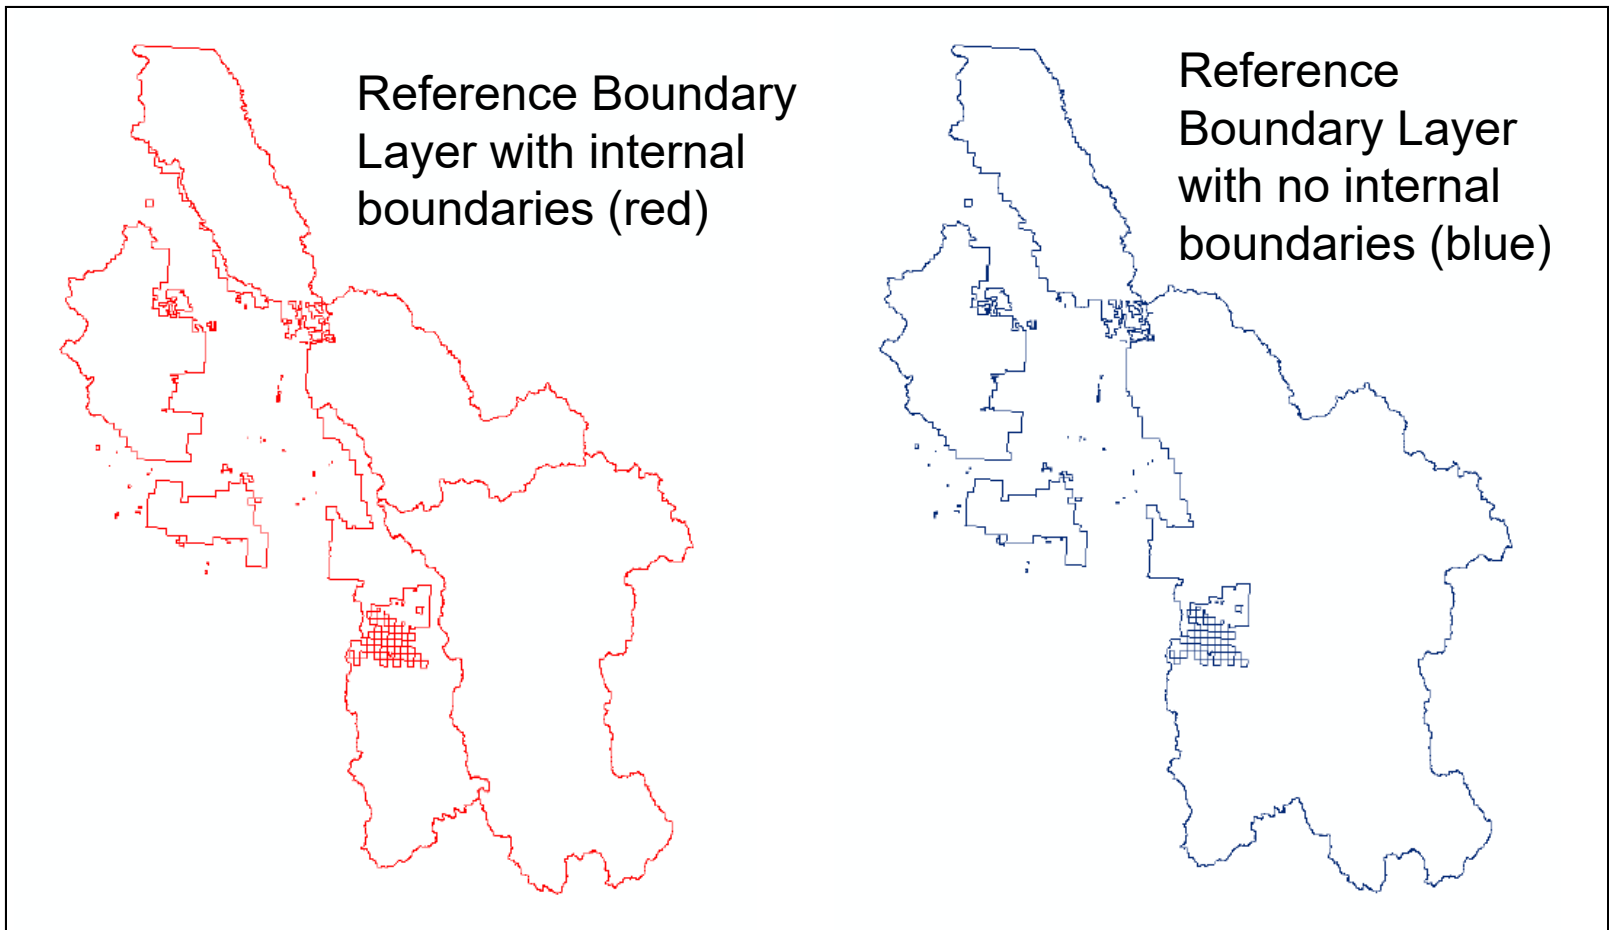 Reference Boundary
Layer with internal
boundaries (red)
Reference
Boundary Layer
with no internal
boundaries (blue)